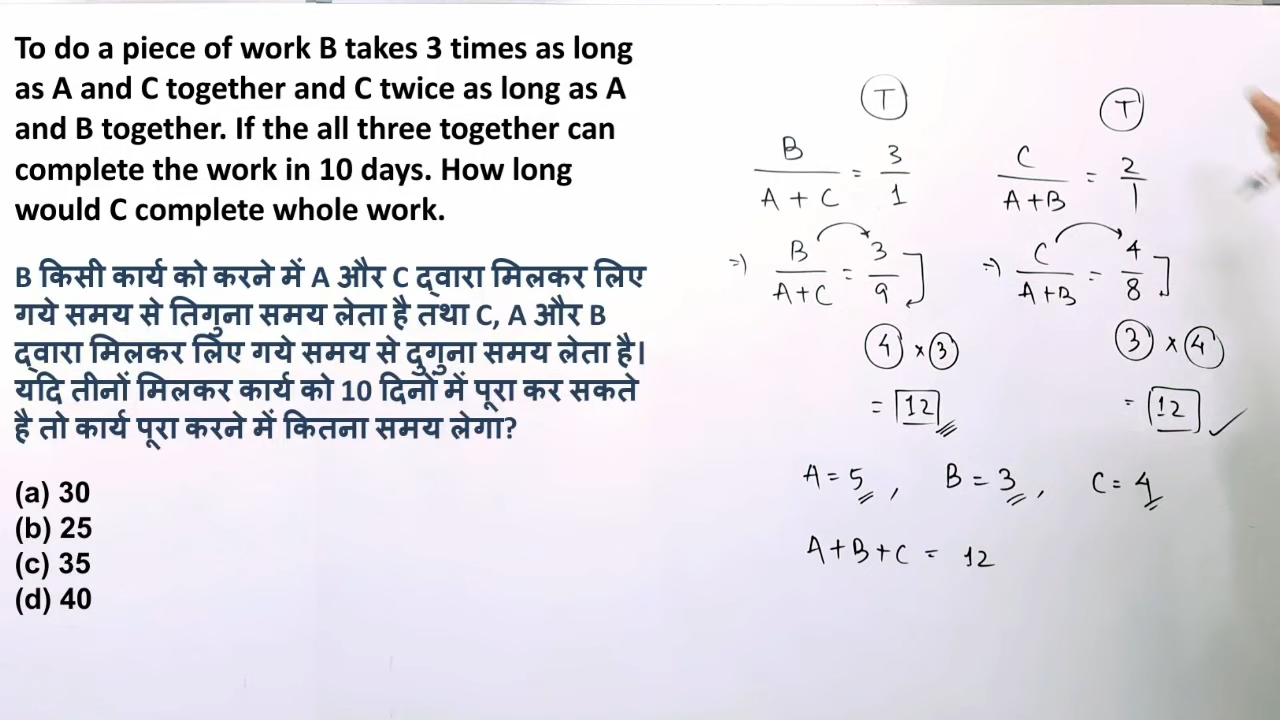 To do a piece of work B takes 3 times as long
as A and C together and C twice as long as A
and B together. If the all three together can
complete the work in 10 days. How long
would C complete whole work.
B किसी कार्य को करने में A और C द्वारा मिलकर लिए
गये समय से तिगुना समय लेता है तथा C, A और B
द्वारा मिलकर लिए गये समय से दुगुना समय लेता है।
यदि तीनों मिलकर कार्य को 10 दिनों में पूरा कर सकते
है तो कार्य पूरा करने में कितना समय लेगा?
(a) 30
(b) 25
(c) 35
(d) 40
T
B/A+C = 3/1
=) B/A+C = 3/9
4 × 3
= 12
T
C/A+B = 2/1
=) C/A+B = 4/8
3 × 4
= 12 ✓
A = 5, B = 3, C = 4
A+B+C = 12